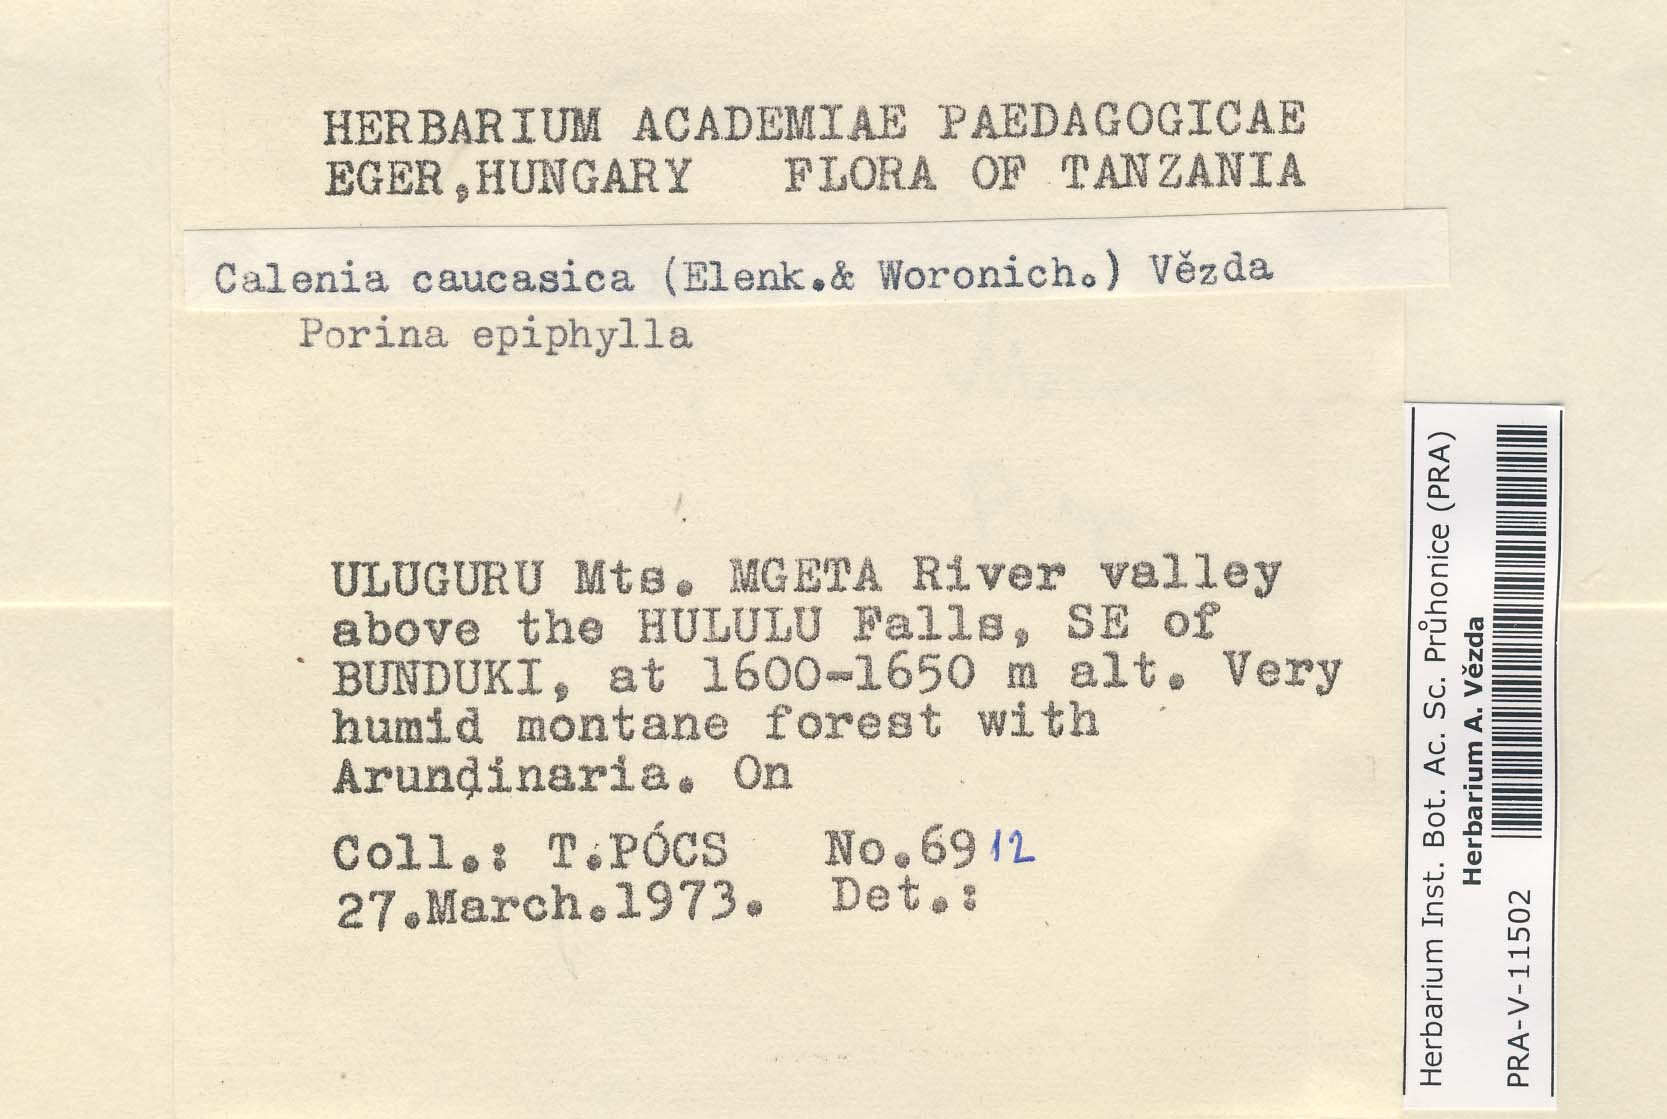 HERBARIUM ACADEMIAE PAEDAGOGICAE
EGER,HUNGARY FLORA OF TANZANIA
Calenia caucasica (Elenk.& Woronich.) Vězda
Porina epiphylla
ULUGURU Mts. MGETA River valley
above the HULULU Falls, SE of
BUNDUKI, at 1600-1650 m alt. Very
humid montane forest with
Arundinaria. On
Coll.: T.PÓCS No.6912
27.March.1973. Det.:
Herbarium Inst. Bot. Ac. Sc. Průhonice (PRA)
Herbarium A. Vězda
PRA-V-11502